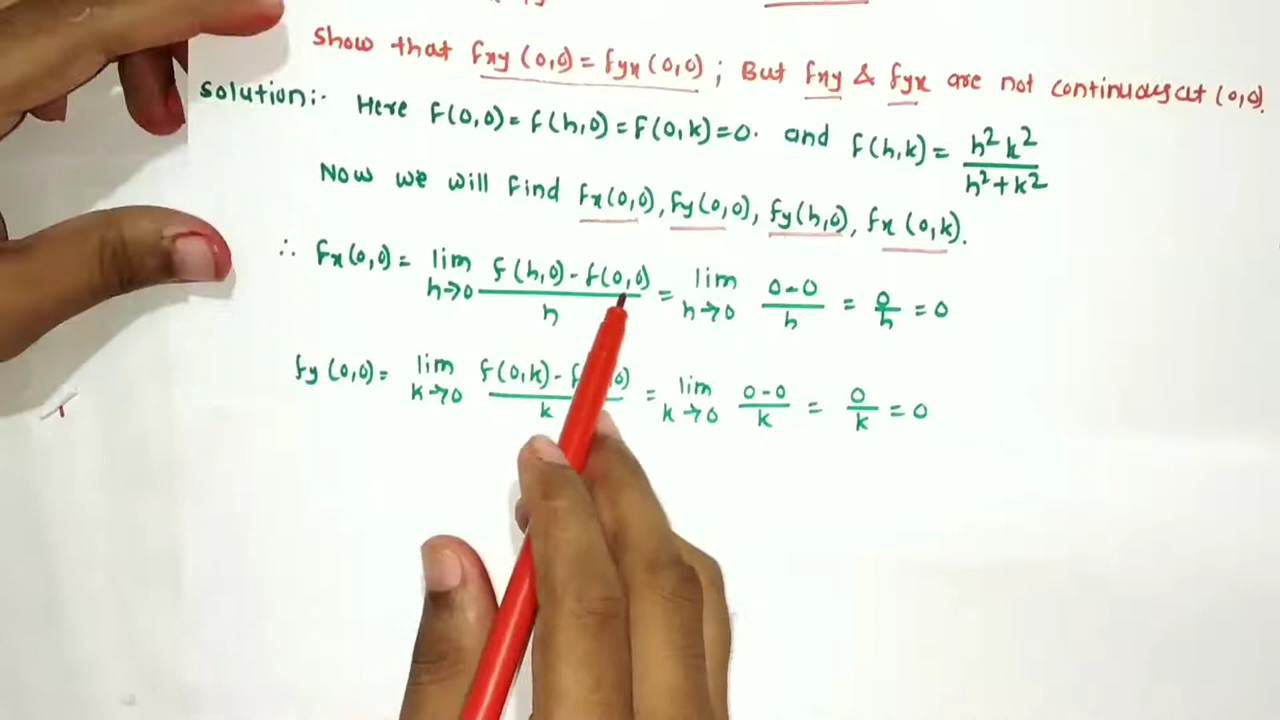 Show that fxy (0,0) = fyx (0,0) ; But fxy & fyx are not continuous at (0,0).
Solution:- Here f(0,0) = f(h,0) = f(0,k) = 0. and f(h,k) = h²k² / h²+k²
Now we will find fx(0,0), fy(0,0), fy(h,0), fx(0,k).
∴ fx(0,0) = lim h→0 f(h,0) - f(0,0) / h = lim h→0 0-0 / h = 0/h = 0
fy(0,0) = lim k→0 f(0,k) - f 0) / k = lim k→0 0-0 / k = 0/k = 0